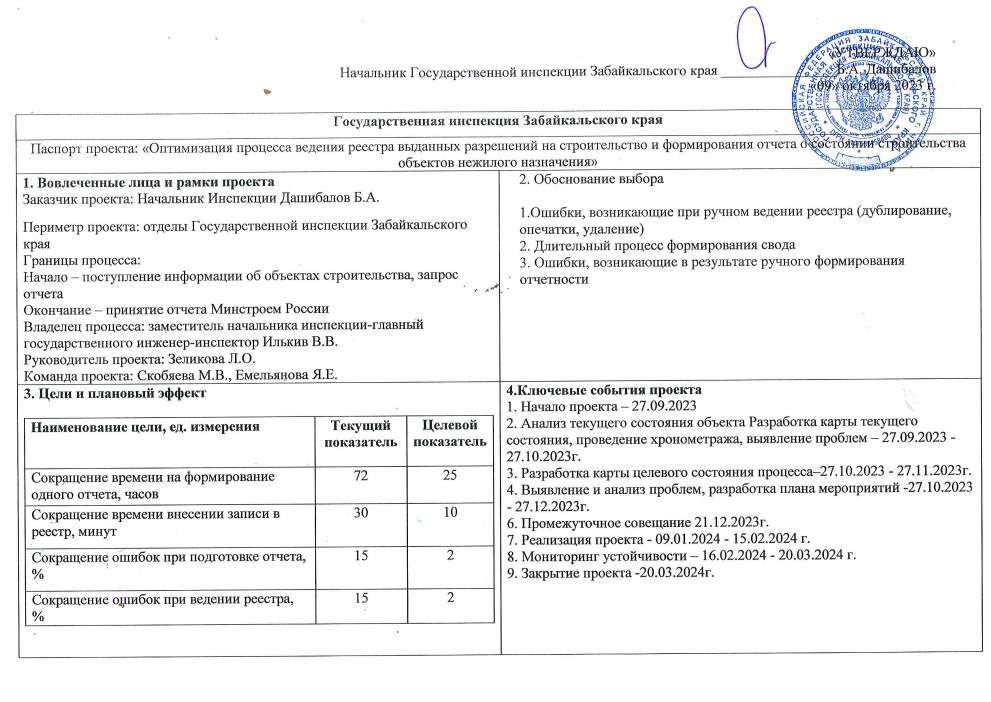 «УТВЕРЖДАЮ»
Начальник Государственной инспекции Забайкальского края
Б.А. Дашибалов
«09» октября 2023 г.
Государственная инспекция Забайкальского края
Паспорт проекта: «Оптимизация процесса ведения реестра выданных разрешений на строительство и формирования отчета о состоянии строительства
объектов нежилого назначения»
1. Вовлеченные лица и рамки проекта
Заказчик проекта: Начальник Инспекции Дашибалов Б.А.
Периметр проекта: отделы Государственной инспекции Забайкальского
края
Границы процесса:
Начало – поступление информации об объектах строительства, запрос
отчета
Окончание – принятие отчета Минстроем России
Владелец процесса: заместитель начальника инспекции-главный
государственного инженер-инспектор Илькив В.В.
Руководитель проекта: Зеликова Л.О.
Команда проекта: Скобяева М.В., Емельянова Я.Е.
2. Обоснование выбора
1.Ошибки, возникающие при ручном ведении реестра (дублирование,
опечатки, удаление)
2. Длительный процесс формирования свода
3. Ошибки, возникающие в результате ручного формирования
отчетности
3. Цели и плановый эффект
Наименование цели, ед. измерения
Текущий
показатель
Целевой
показатель
Сокращение времени на формирование
одного отчета, часов
72
25
Сокращение времени внесении записи в
реестр, минут
30
10
Сокращение ошибок при подготовке отчета,
%
15
2
Сокращение ошибок при ведении реестра,
%
15
2
4.Ключевые события проекта
1. Начало проекта – 27.09.2023
2. Анализ текущего состояния объекта Разработка карты текущего
состояния, проведение хронометража, выявление проблем – 27.09.2023 -
27.10.2023г.
3. Разработка карты целевого состояния процесса–27.10.2023 - 27.11.2023г.
4. Выявление и анализ проблем, разработка плана мероприятий -27.10.2023
- 27.12.2023г.
6. Промежуточное совещание 21.12.2023г.
7. Реализация проекта - 09.01.2024 - 15.02.2024 г.
8. Мониторинг устойчивости – 16.02.2024 - 20.03.2024 г.
9. Закрытие проекта -20.03.2024г.